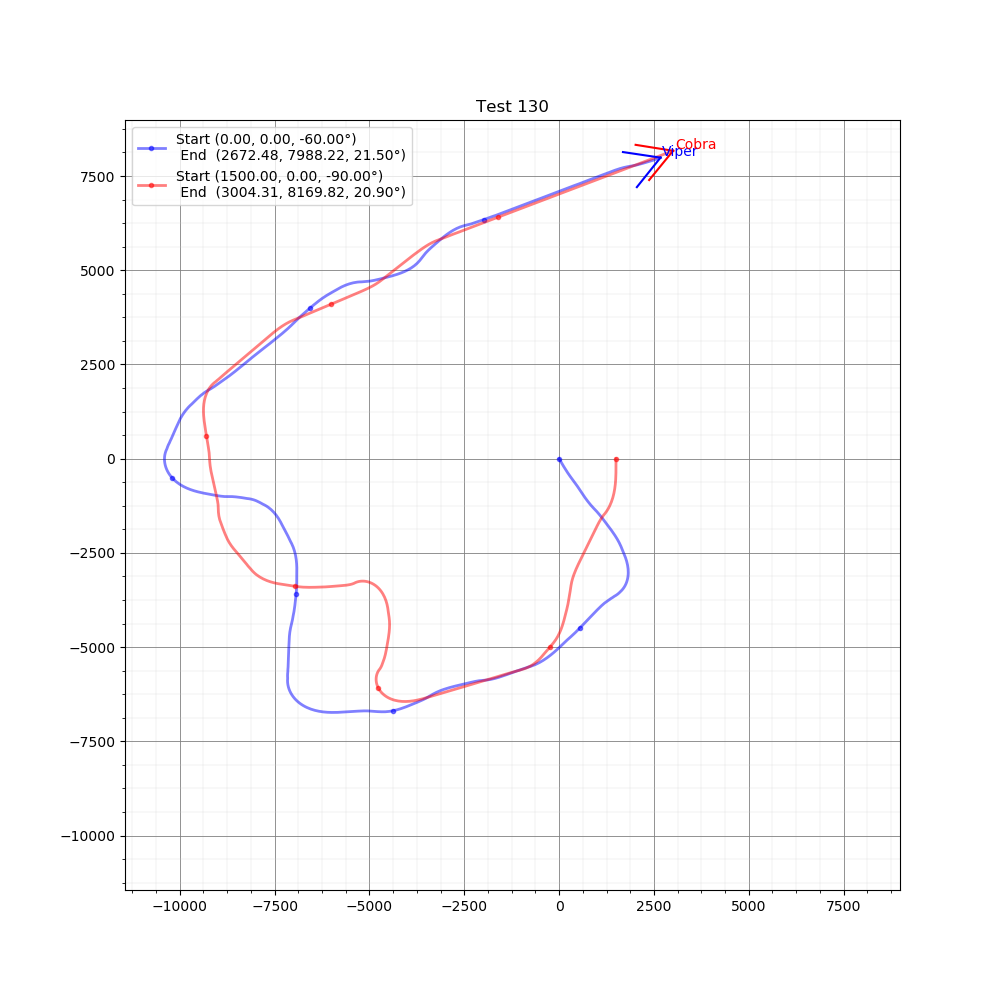 Test 130
Start (0.00, 0.00, -60.00°)
End (2672.48, 7988.22, 21.50°)
Start (1500.00, 0.00, -90.00°)
End (3004.31, 8169.82, 20.90°)
Cobra
Viper
7500
5000
2500
0
−2500
−5000
−7500
−10000
−10000 −7500 −5000 −2500 0 2500 5000 7500